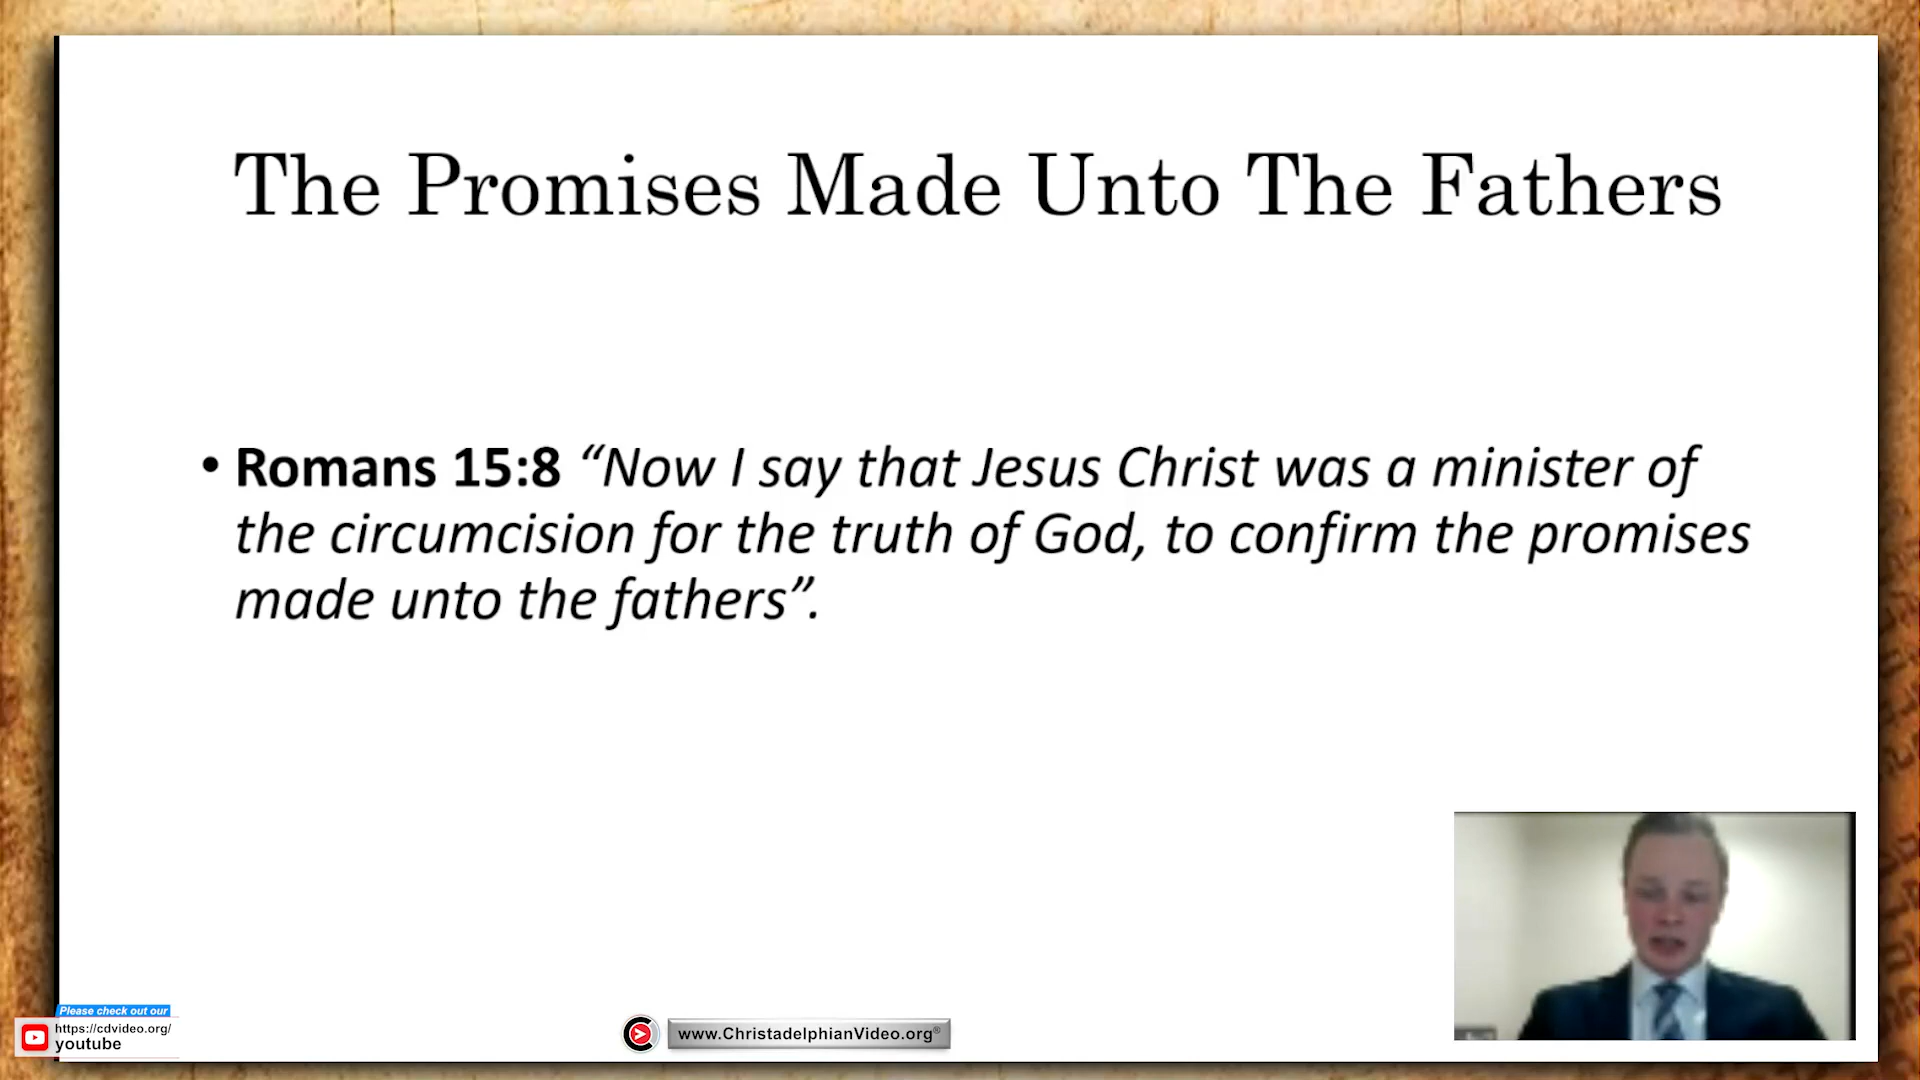 The Promises Made Unto The Fathers
• Romans 15:8 “Now I say that Jesus Christ was a minister of
the circumcision for the truth of God, to confirm the promises
made unto the fathers”.
Please check out our
https://cdvideo.org/
youtube
www.ChristadelphianVideo.org®